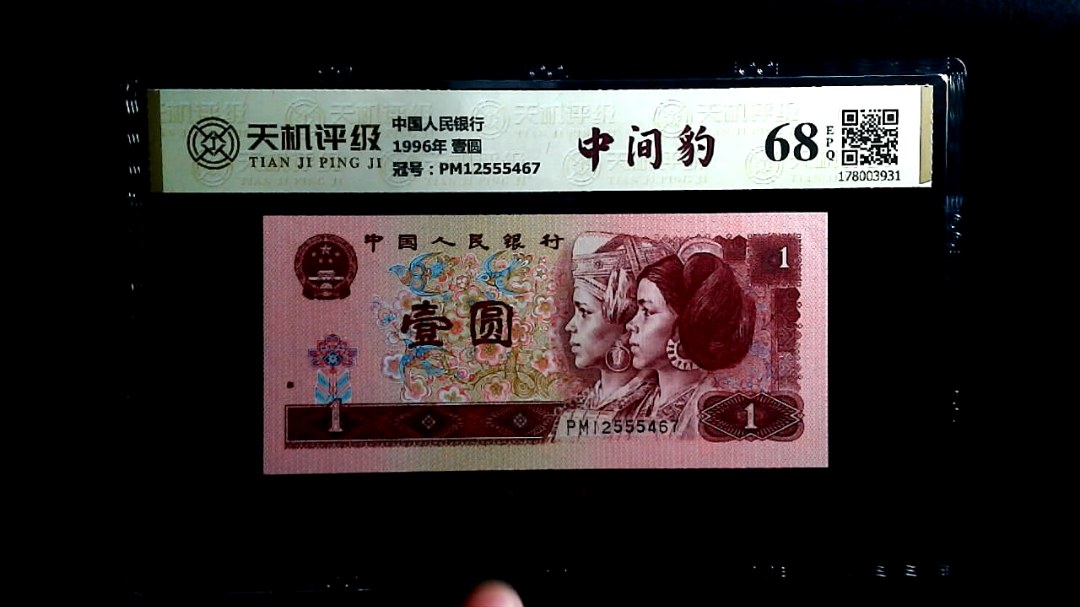 天机评级
TIAN JI PING JI
中国人民银行
1996年 壹圆
冠号：PM12555467
中间豹
68
EPQ
178003931
中国人民银行
壹圆
1
1
1
PM12555467